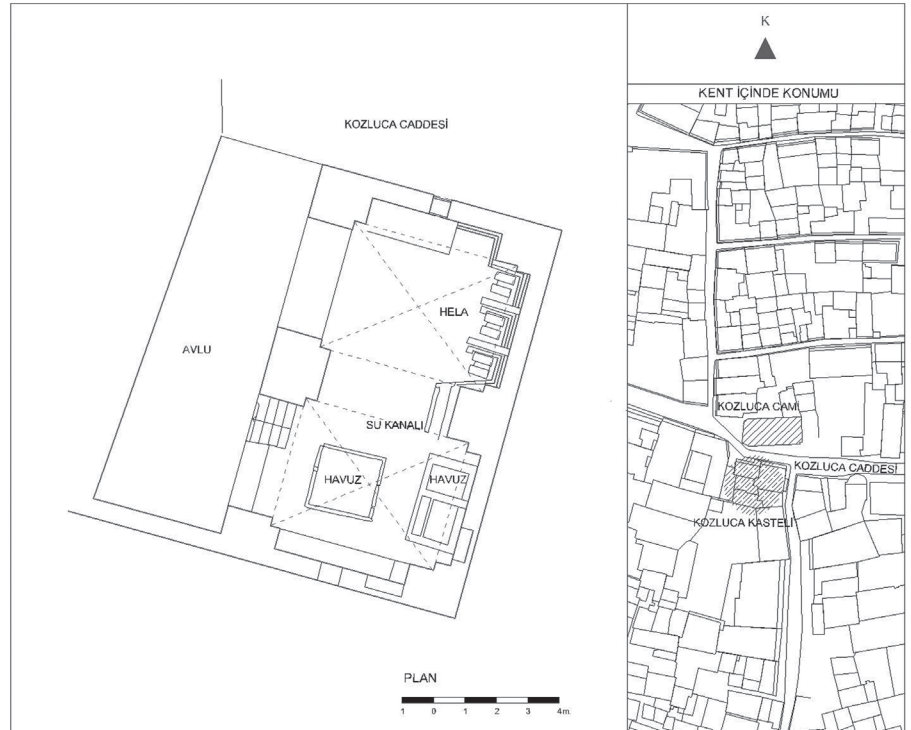 KOZLUCA CADDESİ
HELA
AVLU
SU KANALI
HAVUZ
HAVUZ
PLAN
1 0 1 2 3 4m.
K
KENT İÇİNDE KONUMU
KOZLUCA CAMİ
KOZLUCA CADDESİ
KOZLUCA KASTELİ